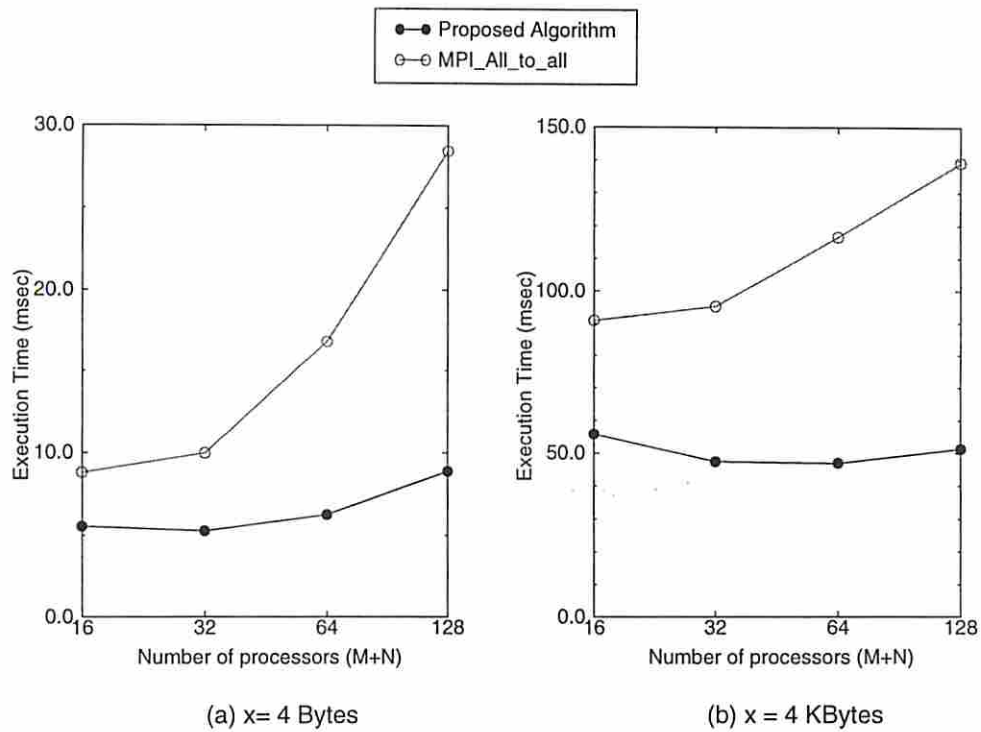 Proposed Algorithm
MPI_All_to_all
30.0
20.0
10.0
0.0
Execution Time (msec)
16 32 64 128
Number of processors (M+N)
(a) x= 4 Bytes
150.0
100.0
50.0
0.0
Execution Time (msec)
16 32 64 128
Number of processors (M+N)
(b) x = 4 KBytes